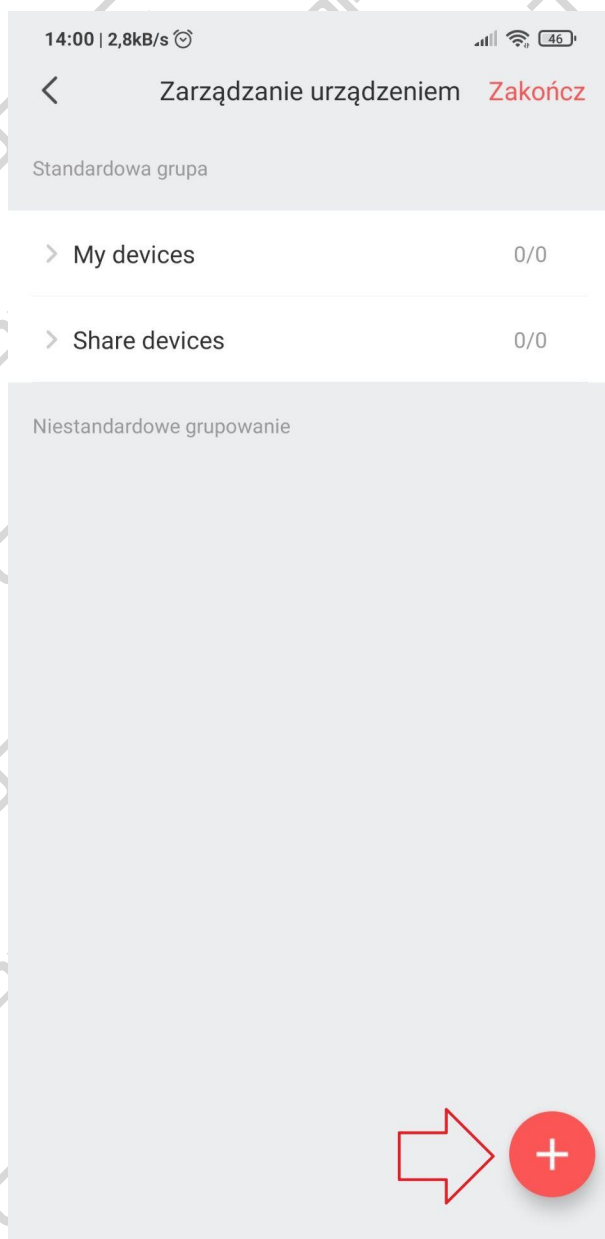 14:00 | 2,8kB/s
46
Zarządzanie urządzeniem Zakończ
Standardowa grupa
My devices 0/0
Share devices 0/0
Niestandardowe grupowanie